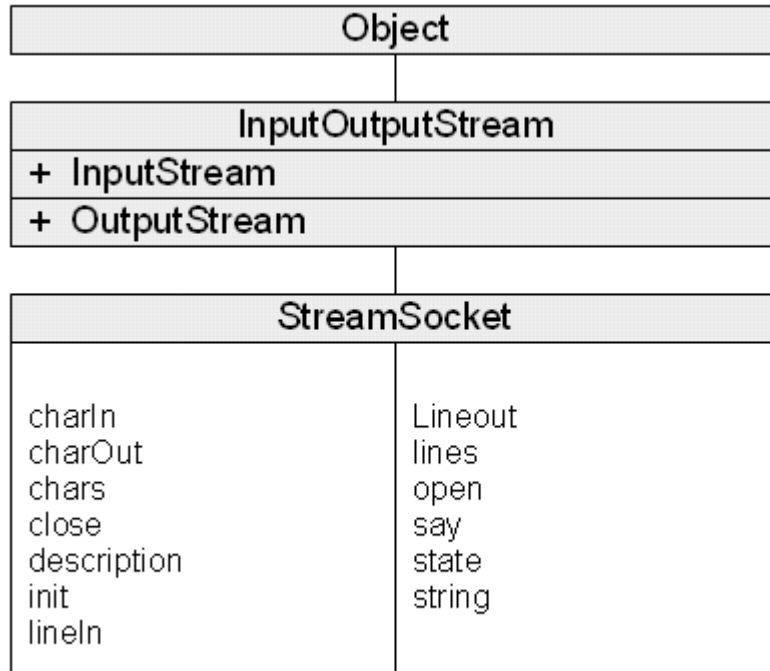 Object
InputOutputStream
+ InputStream
+ OutputStream
StreamSocket
charIn
charOut
chars
close
description
init
lineIn
Lineout
lines
open
say
state
string